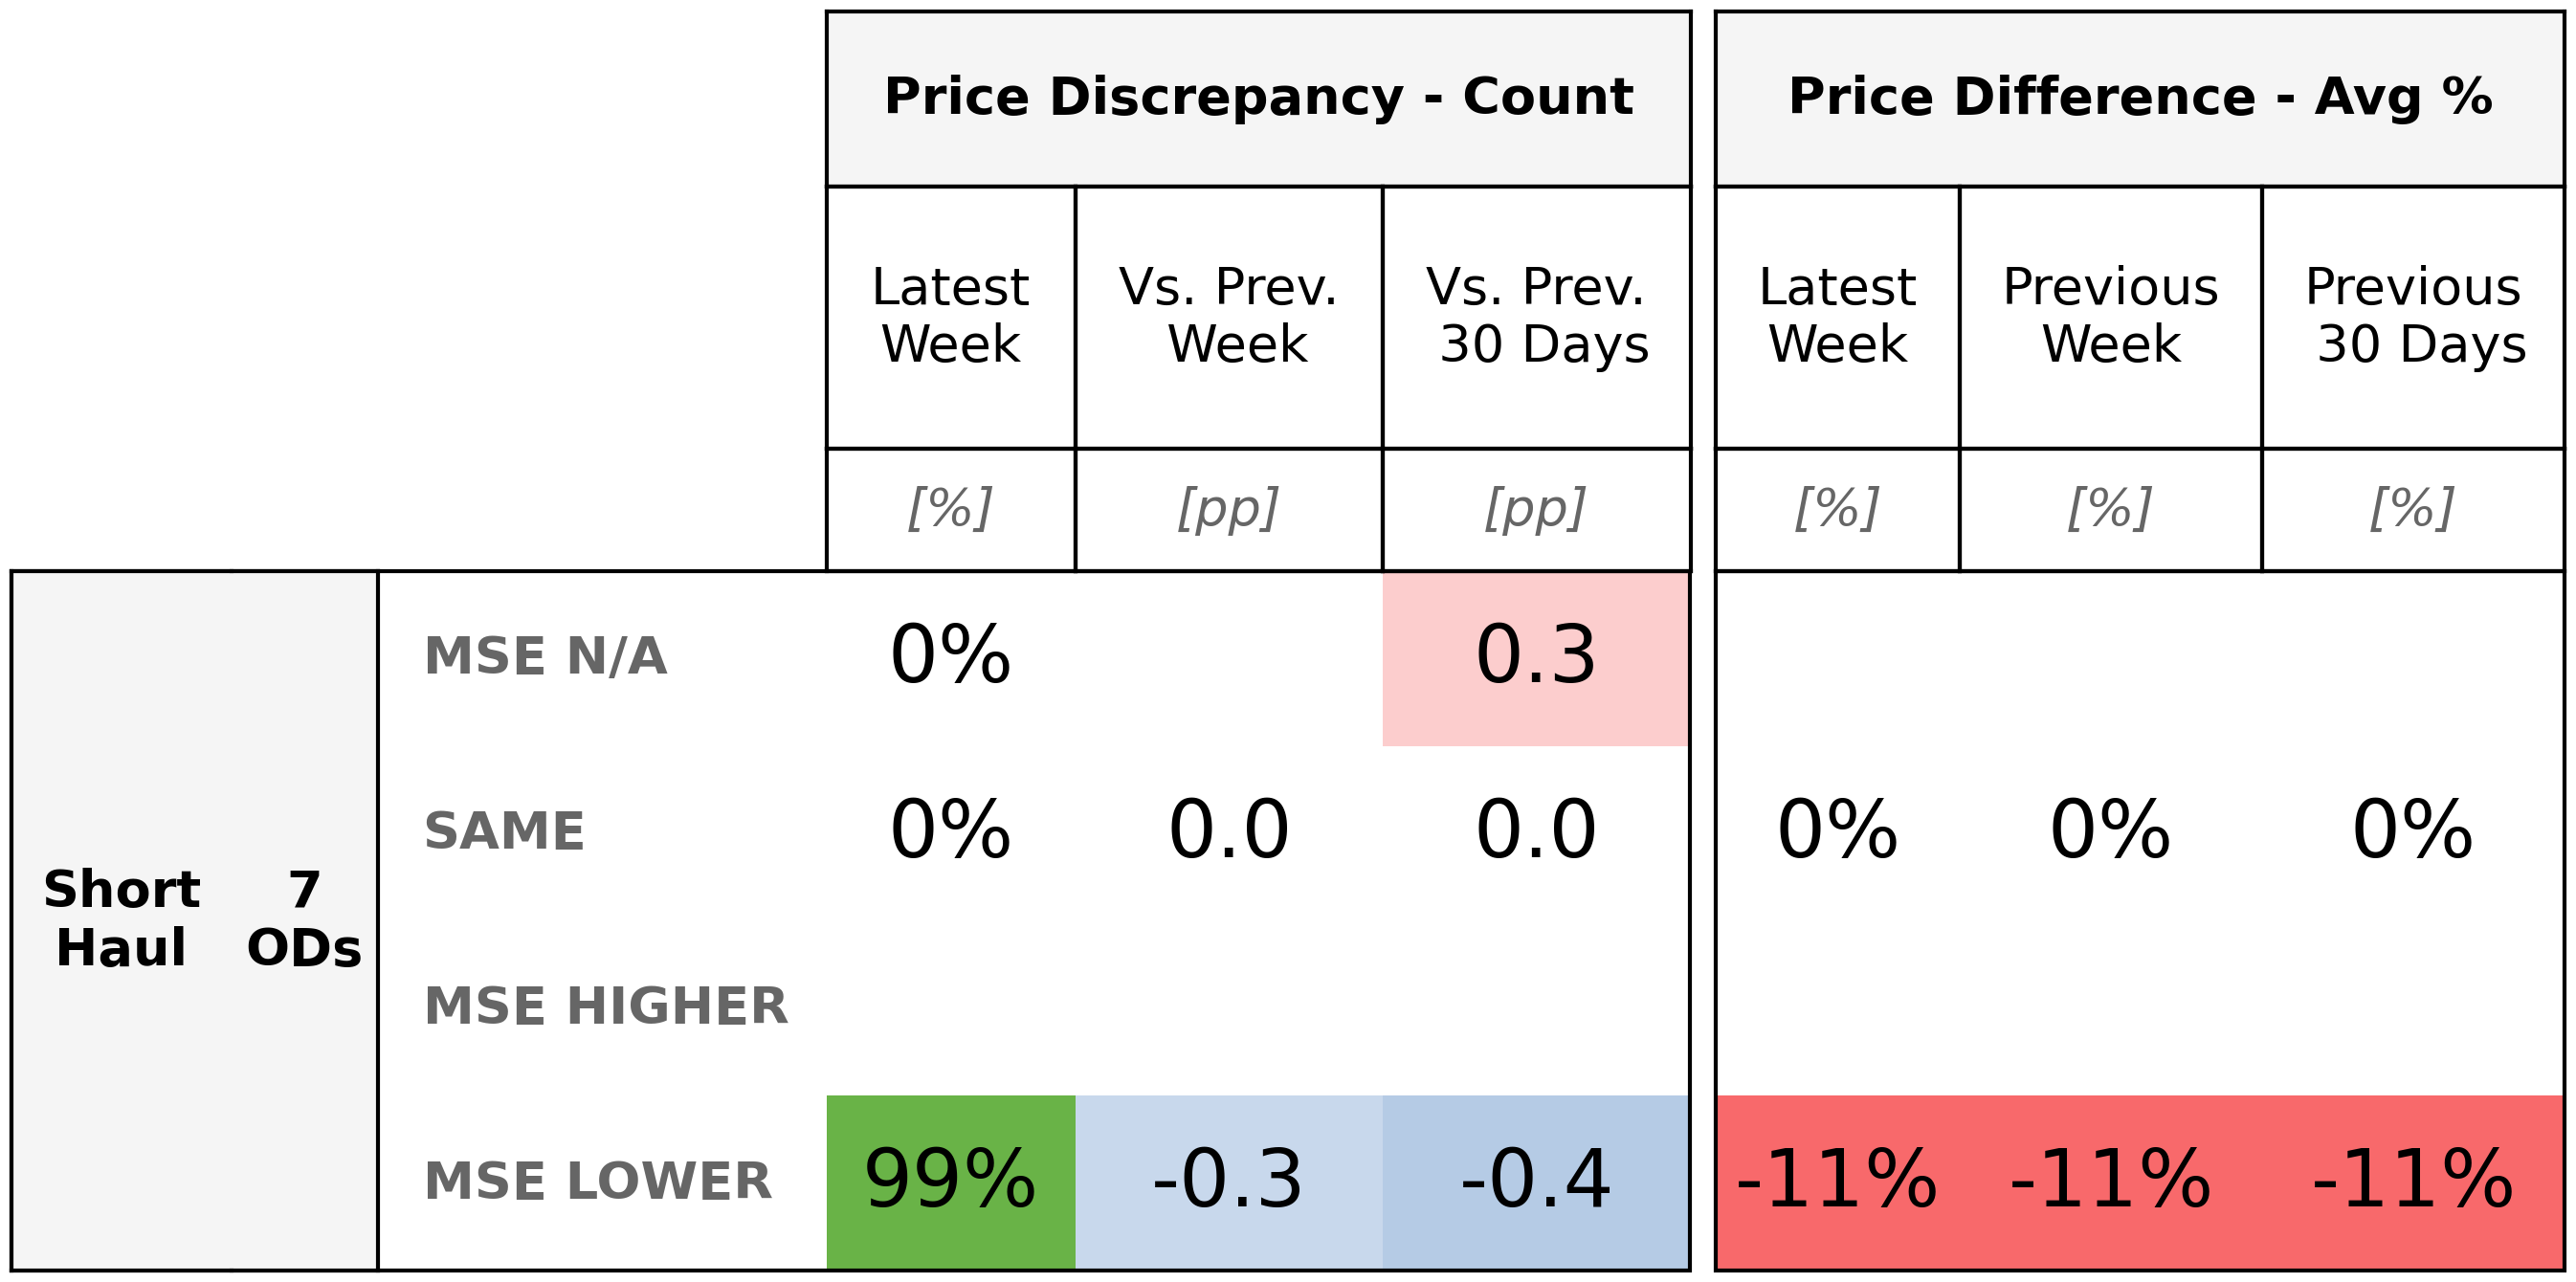 Price Discrepancy - Count
Price Difference - Avg %
Latest Week
Vs. Prev. Week
Vs. Prev. 30 Days
Latest Week
Previous Week
Previous 30 Days
[%] [pp] [pp] [%] [%] [%]
Short Haul
7 ODs
MSE N/A 0% 0.3
SAME 0% 0.0 0.0 0% 0% 0%
MSE HIGHER
MSE LOWER 99% -0.3 -0.4 -11% -11% -11%